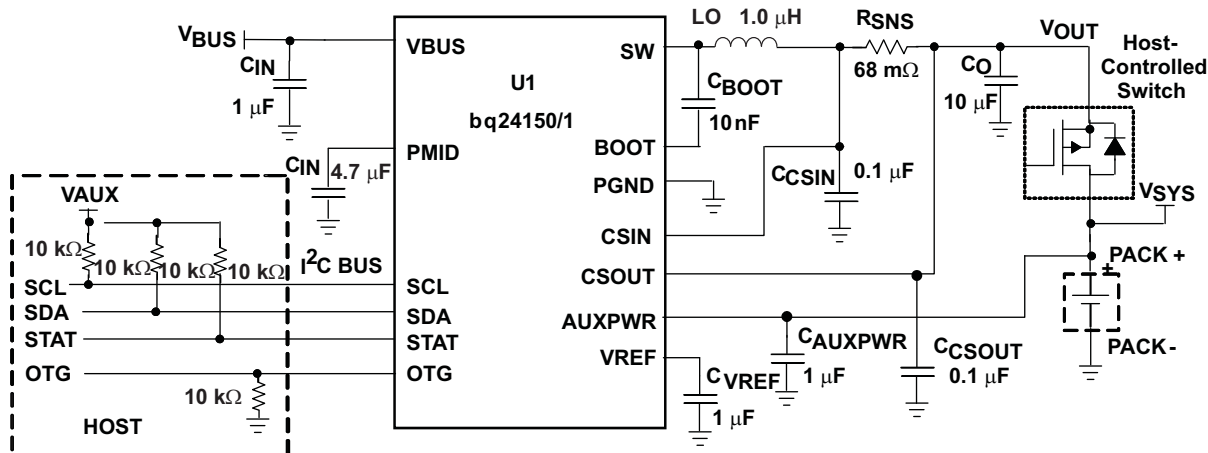 VBUS
CIN
1 μF
CIN
4.7 μF
VBUS
PMID
SCL
SDA
STAT
OTG
U1
bq24150/1
SW
BOOT
PGND
CSIN
CSOUT
AUXPWR
VREF
LO 1.0 μH
RSNS
68 mΩ
CBOOT
10 nF
CCSIN
0.1 μF
VOUT
CO
10 μF
Host-
Controlled
Switch
VSYS
+ PACK +
PACK-
CAUXPWR
1 μF
CCSOUT
0.1 μF
CVREF
1 μF
VAUX
10 kΩ
10 kΩ
10 kΩ
I2C BUS
SCL
SDA
STAT
OTG
10 kΩ
HOST